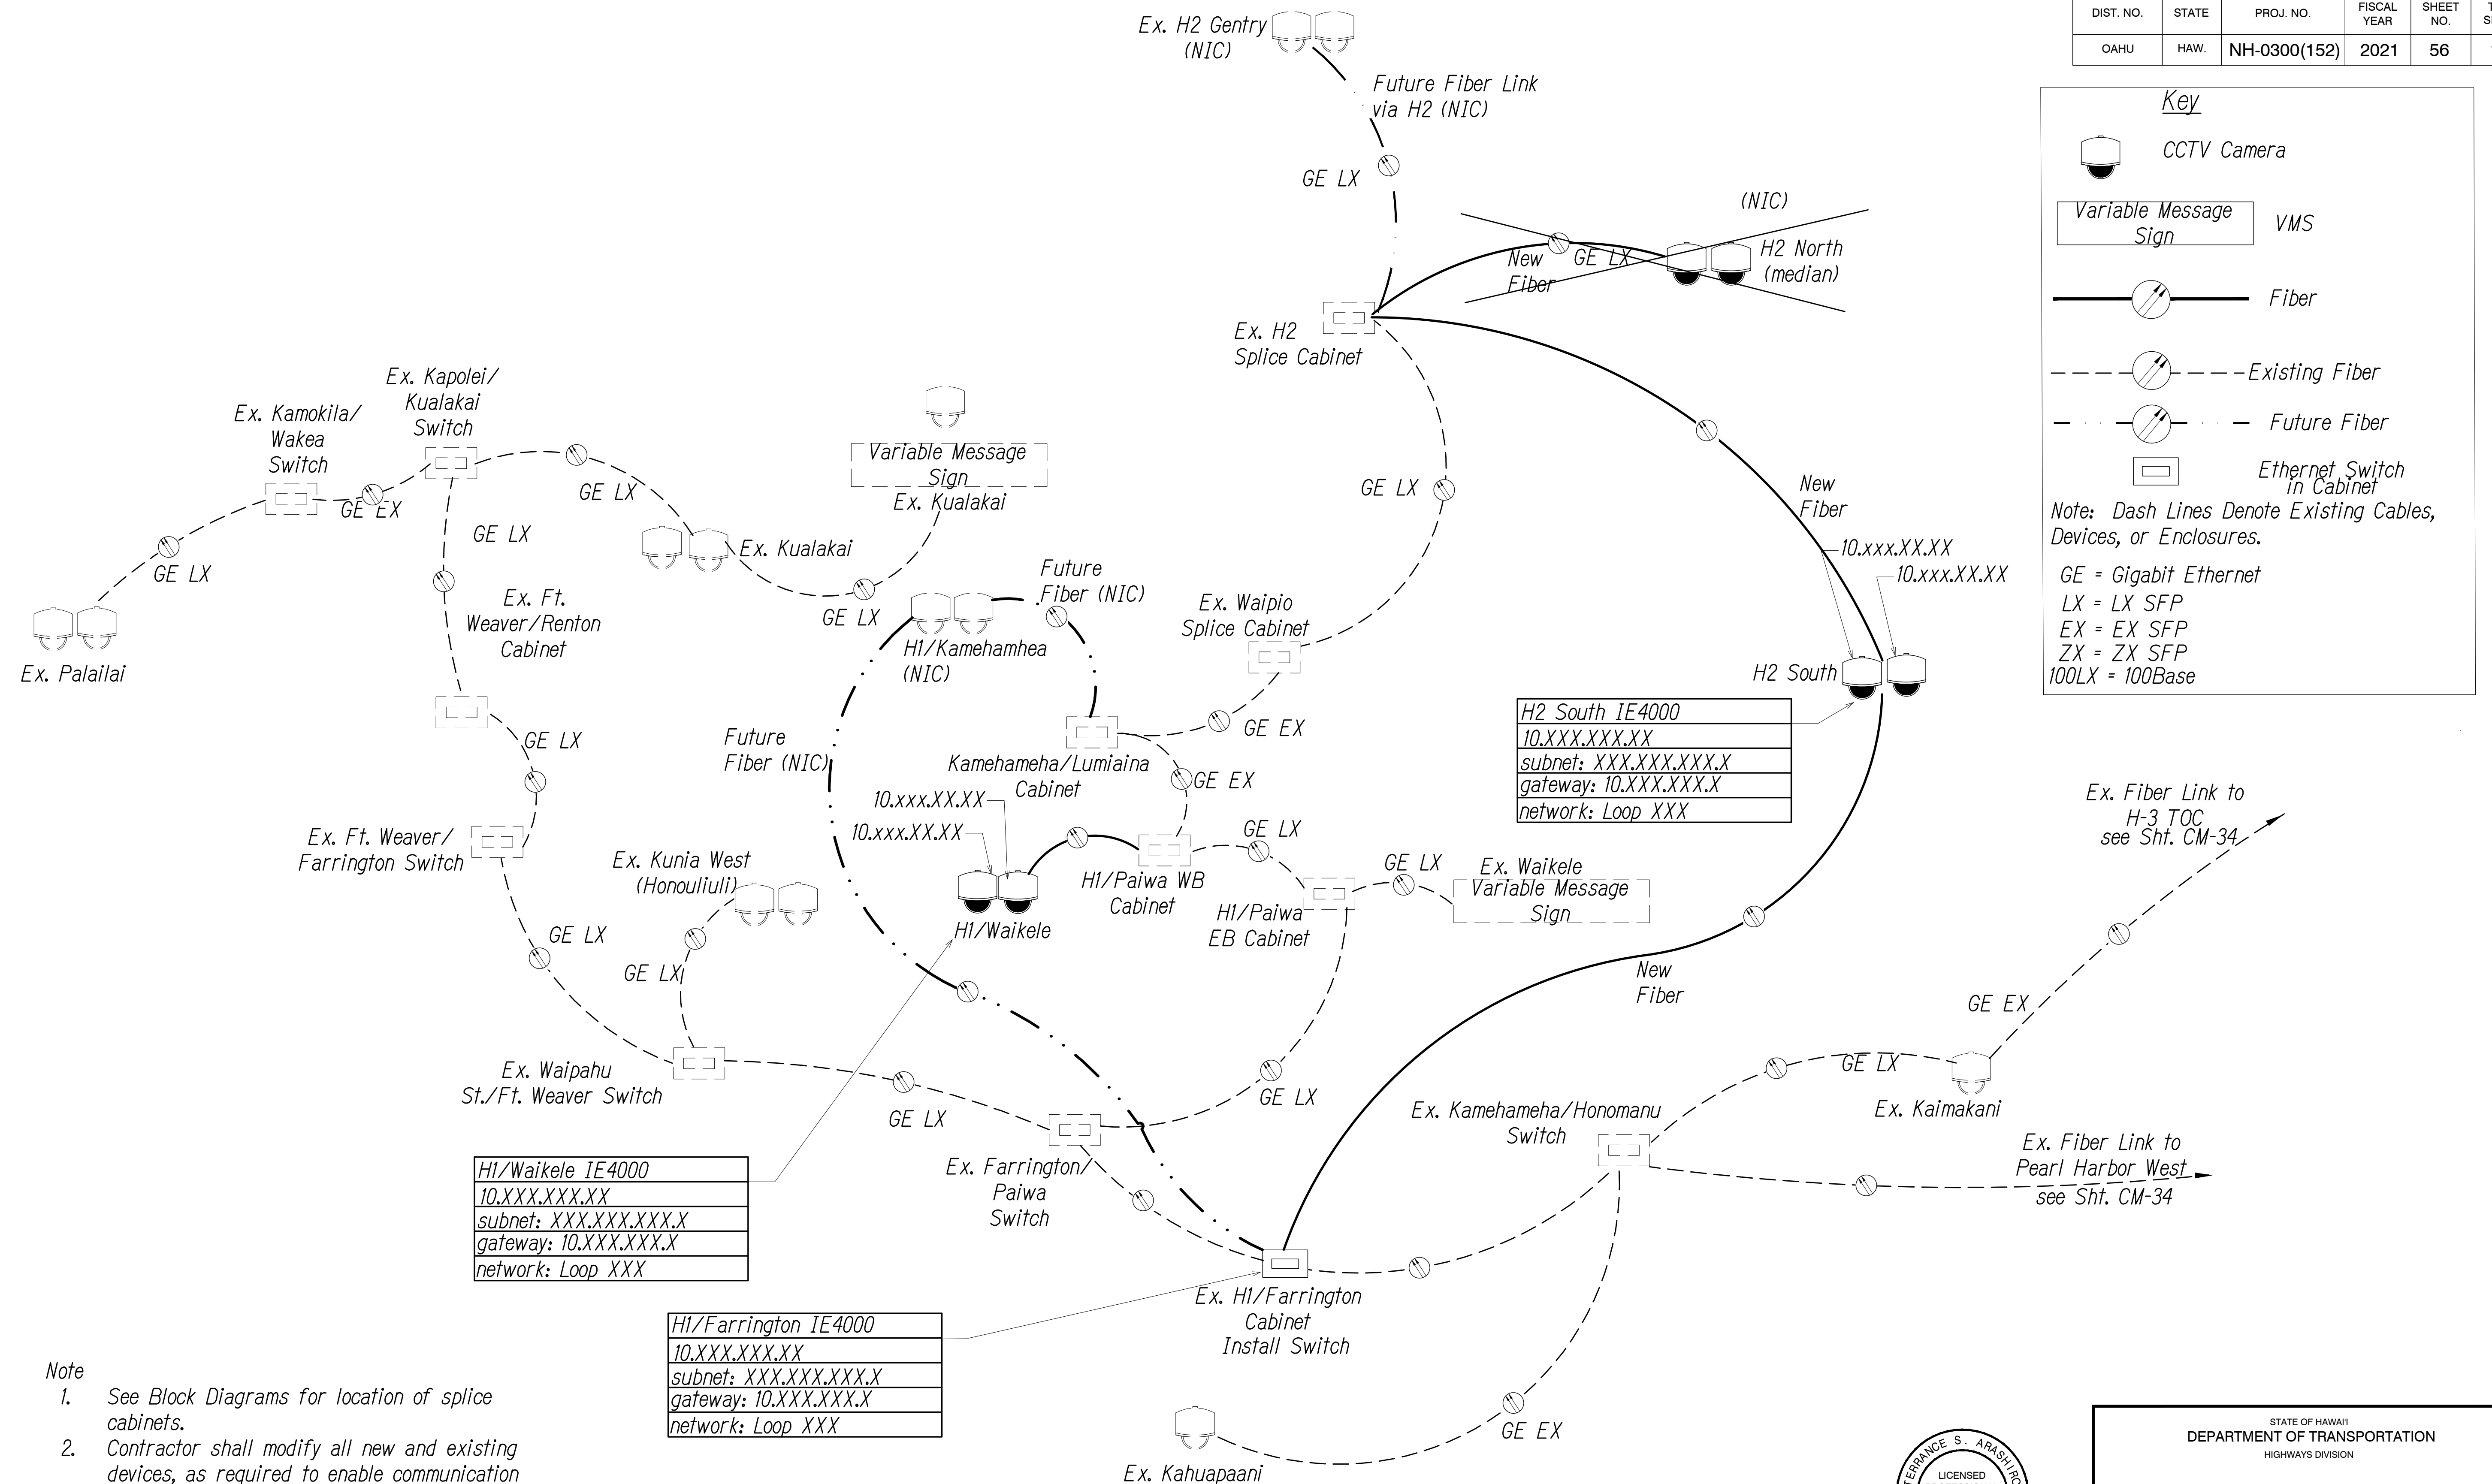 Ex. H2 Gentry
(NIC)
Future Fiber Link
via H2 (NIC)
GE LX
(NIC)
New
Fiber
GE LX
H2 North
(median)
Ex. H2
Splice Cabinet
DIST. NO.
STATE
PROJ. NO.
FISCAL
YEAR
SHEET
NO.
OAHU
HAW.
NH-0300(152)
2021
56
Key
CCTV Camera
Variable Message
Sign
VMS
Fiber
Existing Fiber
Future Fiber
Ethernet Switch
in Cabinet
Note: Dash Lines Denote Existing Cables,
Devices, or Enclosures.
GE = Gigabit Ethernet
LX = LX SFP
EX = EX SFP
ZX = ZX SFP
100LX = 100Base
Ex. Kapolei/
Kualakai
Switch
Ex. Kamokila/
Wakea
Switch
GE EX
GE LX
GE LX
Ex. Palailai
GE LX
Variable Message
Sign
Ex. Kualakai
Ex. Kualakai
GE LX
Ex. Ft.
Weaver/Renton
Cabinet
GE LX
Future
Fiber (NIC)
H1/Kamehamhea
(NIC)
Ex. Waipio
Splice Cabinet
GE LX
New
Fiber
10.xxx.XX.XX
10.xxx.XX.XX
H2 South
H2 South IE4000
10.XXX.XXX.XX
subnet: XXX.XXX.XXX.X
gateway: 10.XXX.XXX.X
network: Loop XXX
GE EX
Future
Fiber (NIC)
Kamehameha/Lumiaina
Cabinet
GE EX
10.xxx.XX.XX
10.xxx.XX.XX
Ex. Ft. Weaver/
Farrington Switch
Ex. Kunia West
(Honouliuli)
H1/Waikele
H1/Paiwa WB
Cabinet
GE LX
H1/Paiwa
EB Cabinet
GE LX
Ex. Waikele
Variable Message
Sign
Ex. Fiber Link to
H-3 TOC
see Sht. CM-34
GE LX
GE LX
New
Fiber
GE EX
Ex. Waipahu
St./Ft. Weaver Switch
GE LX
GE LX
GE LX
Ex. Kaimakani
Ex. Kamehameha/Honomanu
Switch
Ex. Fiber Link to
Pearl Harbor West
see Sht. CM-34
H1/Waikele IE4000
10.XXX.XXX.XX
subnet: XXX.XXX.XXX.X
gateway: 10.XXX.XXX.X
network: Loop XXX
Ex. Farrington/
Paiwa
Switch
Ex. H1/Farrington
Cabinet
Install Switch
H1/Farrington IE4000
10.XXX.XXX.XX
subnet: XXX.XXX.XXX.X
gateway: 10.XXX.XXX.X
network: Loop XXX
GE EX
Ex. Kahuapaani
Note
1. See Block Diagrams for location of splice
cabinets.
2. Contractor shall modify all new and existing
devices, as required to enable communication
TERRANCE S. ARASHIRO
LICENSED
STATE OF HAWAI'I
DEPARTMENT OF TRANSPORTATION
HIGHWAYS DIVISION